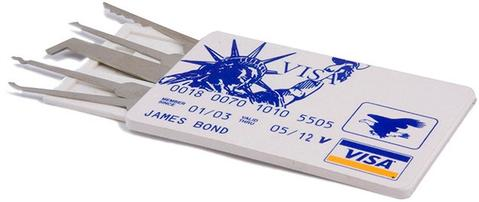 VISA
0018 0070 1010 5505
MEMBER SINCE 01/03 VALID THRU 05/12 V
JAMES BOND
VISA